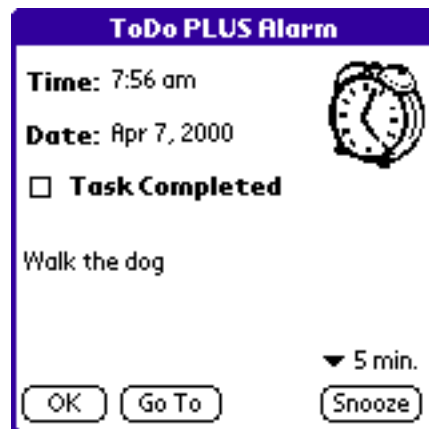 ToDo PLUS Alarm
Time: 7:56 am
Date: Apr 7, 2000
Task Completed
Walk the dog
5 min.
OK Go To Snooze